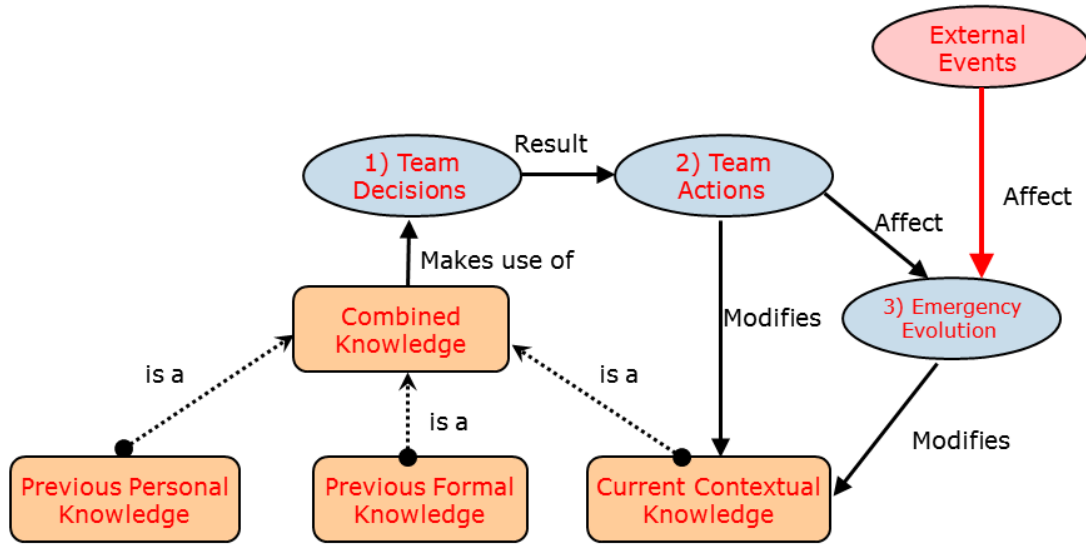 External
Events
1) Team
Decisions
Result
2) Team
Actions
Affect
Affect
Makes use of
Combined
Knowledge
Modifies
3) Emergency
Evolution
is a
is a
is a
Modifies
Previous Personal
Knowledge
Previous Formal
Knowledge
Current Contextual
Knowledge